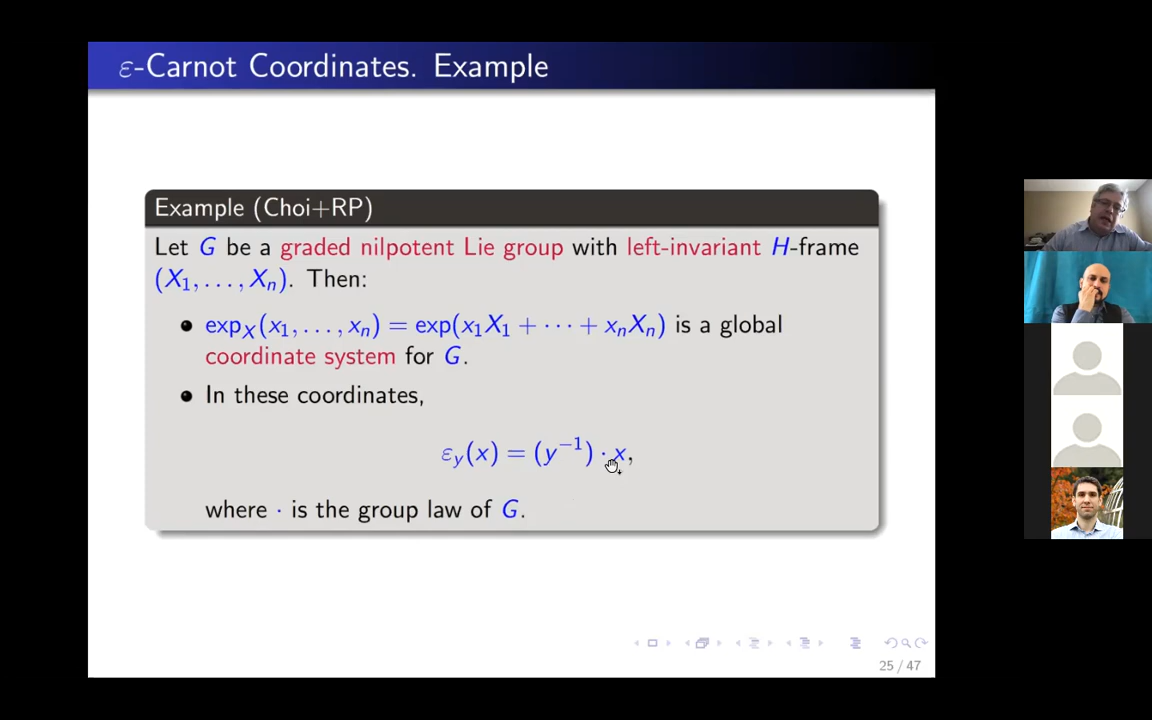 ε-Carnot Coordinates. Example
Example (Choi+RP)
Let G be a graded nilpotent Lie group with left-invariant H-frame
(X₁, . . . , Xₙ). Then:
● exp_X(x₁, . . . , xₙ) = exp(x₁X₁ + · · · + xₙXₙ) is a global
coordinate system for G.
● In these coordinates,
ε_y(x) = (y⁻¹) · x,
where · is the group law of G.
25 / 47